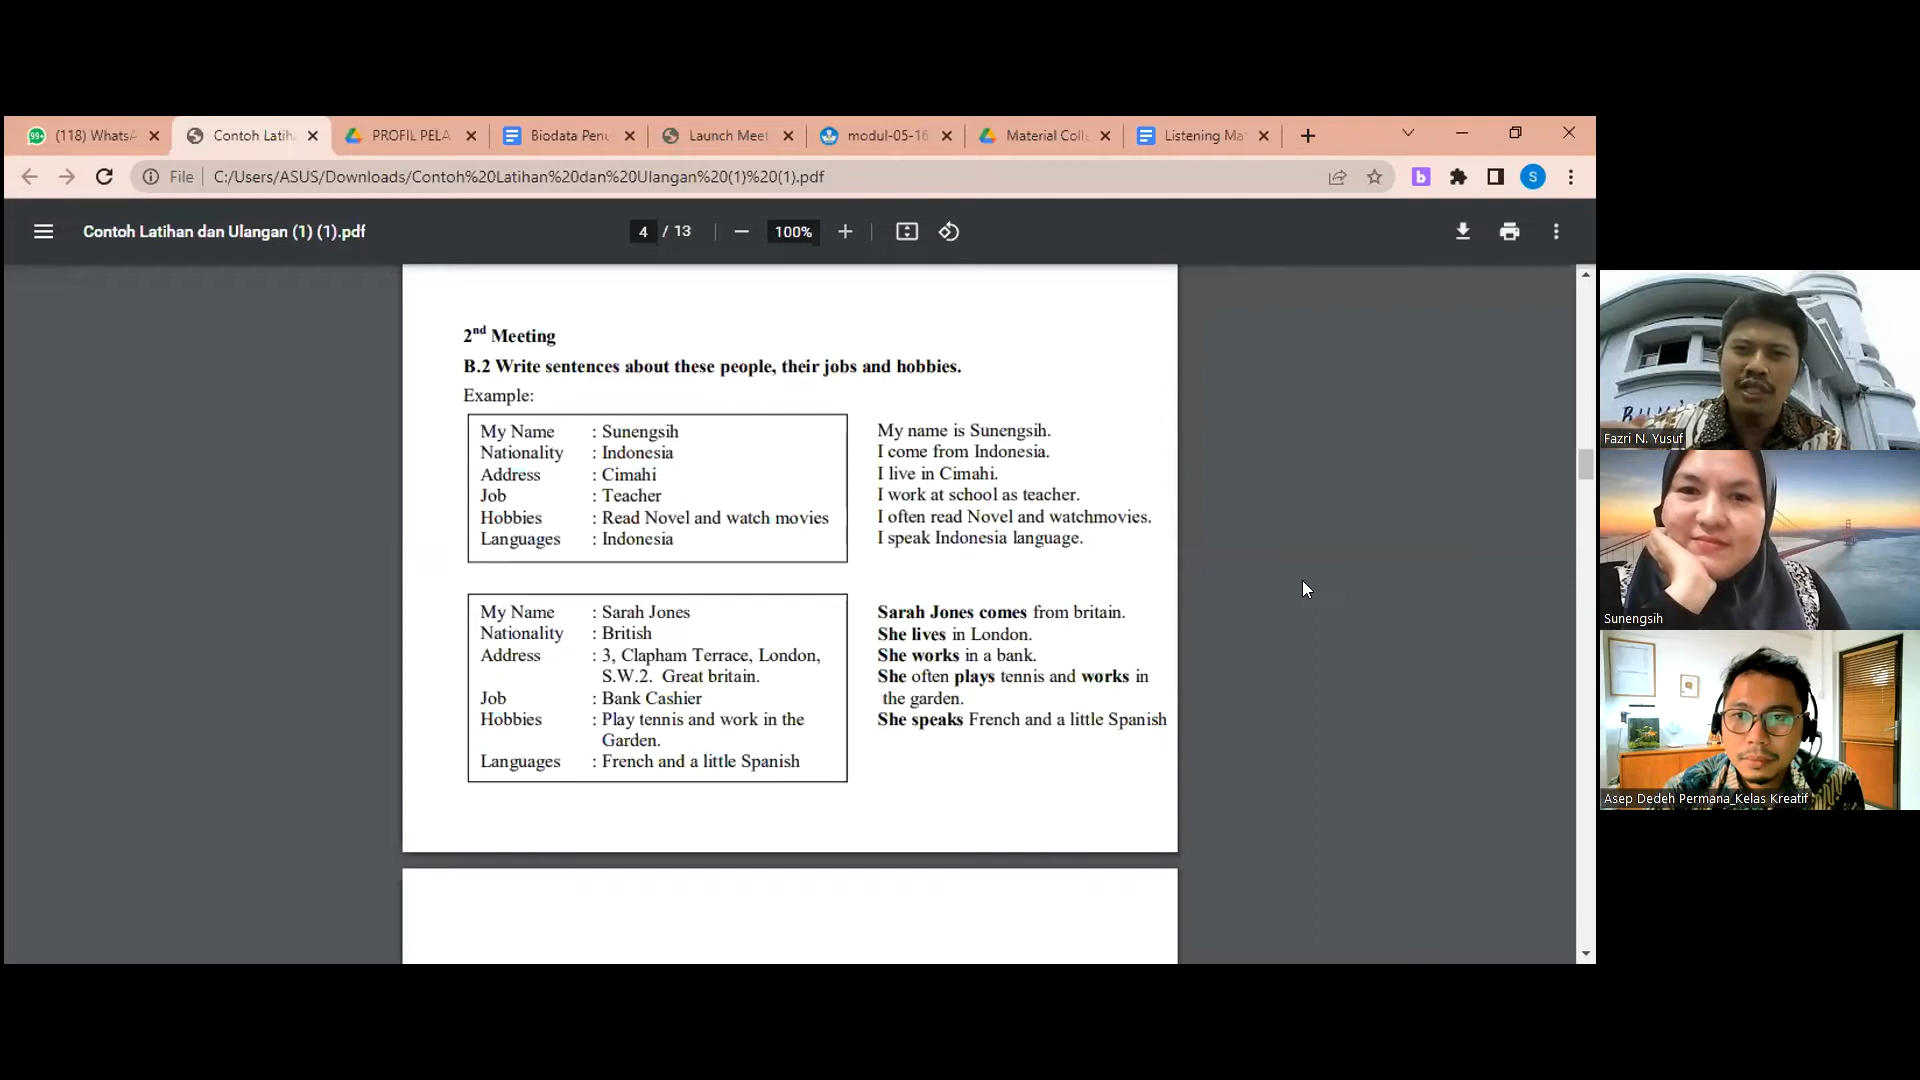 99+ (118) WhatsA
Contoh Latih
PROFIL PELA
Biodata Penu
Launch Meet
modul-05-16
Material Coll
Listening Ma
File C:/Users/ASUS/Downloads/Contoh%20Latihan%20dan%20Ulangan%20(1)%20(1).pdf
b
S
Contoh Latihan dan Ulangan (1) (1).pdf
4 / 13
100%
2nd Meeting
B.2 Write sentences about these people, their jobs and hobbies.
Example:
My Name : Sunengsih
Nationality : Indonesia
Address : Cimahi
Job : Teacher
Hobbies : Read Novel and watch movies
Languages : Indonesia
My name is Sunengsih.
I come from Indonesia.
I live in Cimahi.
I work at school as teacher.
I often read Novel and watchmovies.
I speak Indonesia language.
My Name : Sarah Jones
Nationality : British
Address : 3, Clapham Terrace, London,
S.W.2. Great britain.
Job : Bank Cashier
Hobbies : Play tennis and work in the
Garden.
Languages : French and a little Spanish
Sarah Jones comes from britain.
She lives in London.
She works in a bank.
She often plays tennis and works in
the garden.
She speaks French and a little Spanish
Fazri N. Yusuf
Sunengsih
Asep Dedeh Permana_Kelas Kreatif